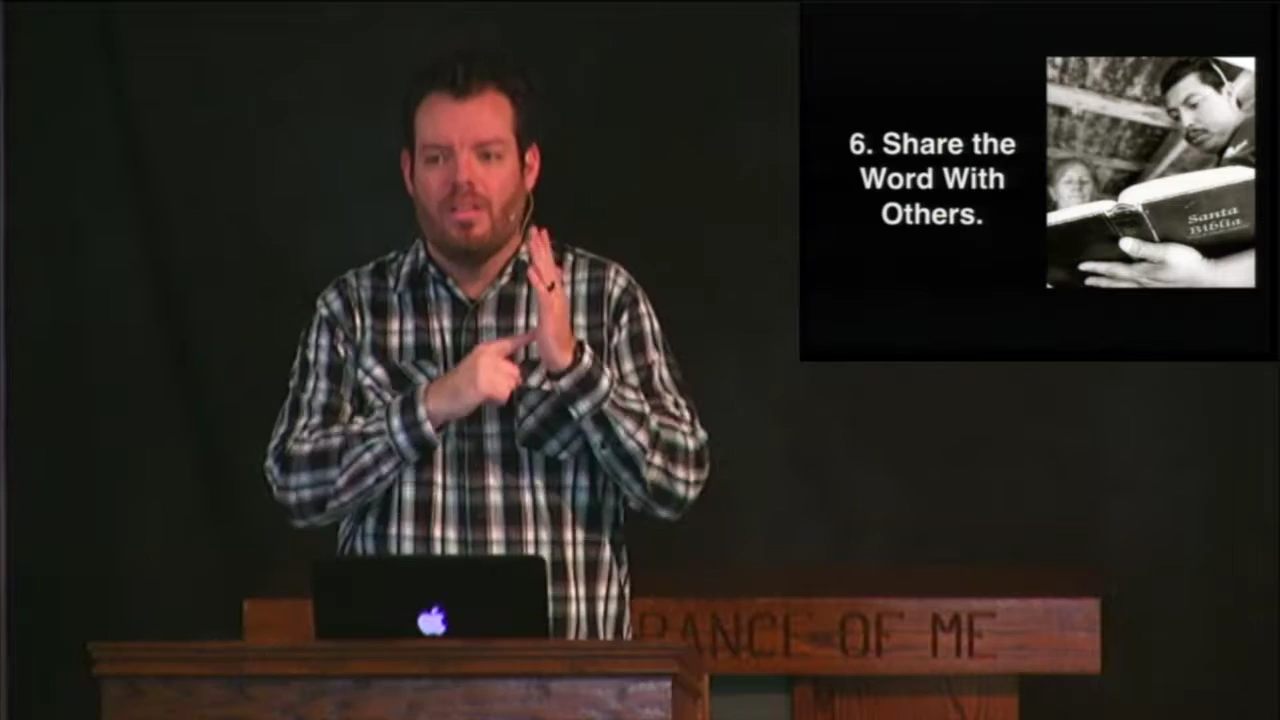 6. Share the
Word With
Others.
Santa
Biblia
RANCE OF ME